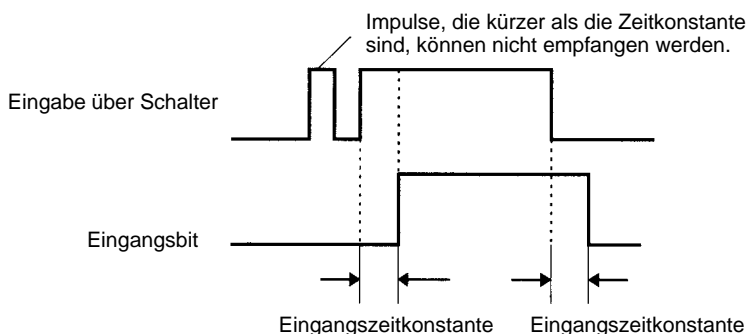 Impulse, die kürzer als die Zeitkonstante
sind, können nicht empfangen werden.
Eingabe über Schalter
Eingangsbit
Eingangszeitkonstante Eingangszeitkonstante